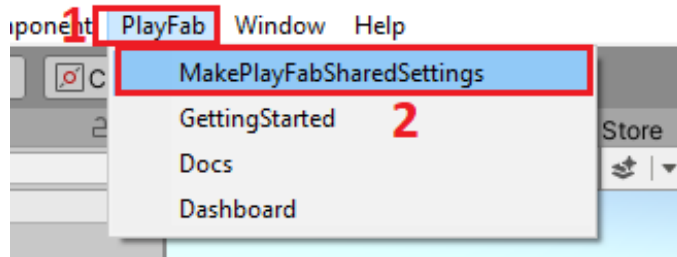 ponent 1 PlayFab Window Help
C MakePlayFabSharedSettings
GettingStarted 2 Store
Docs
Dashboard